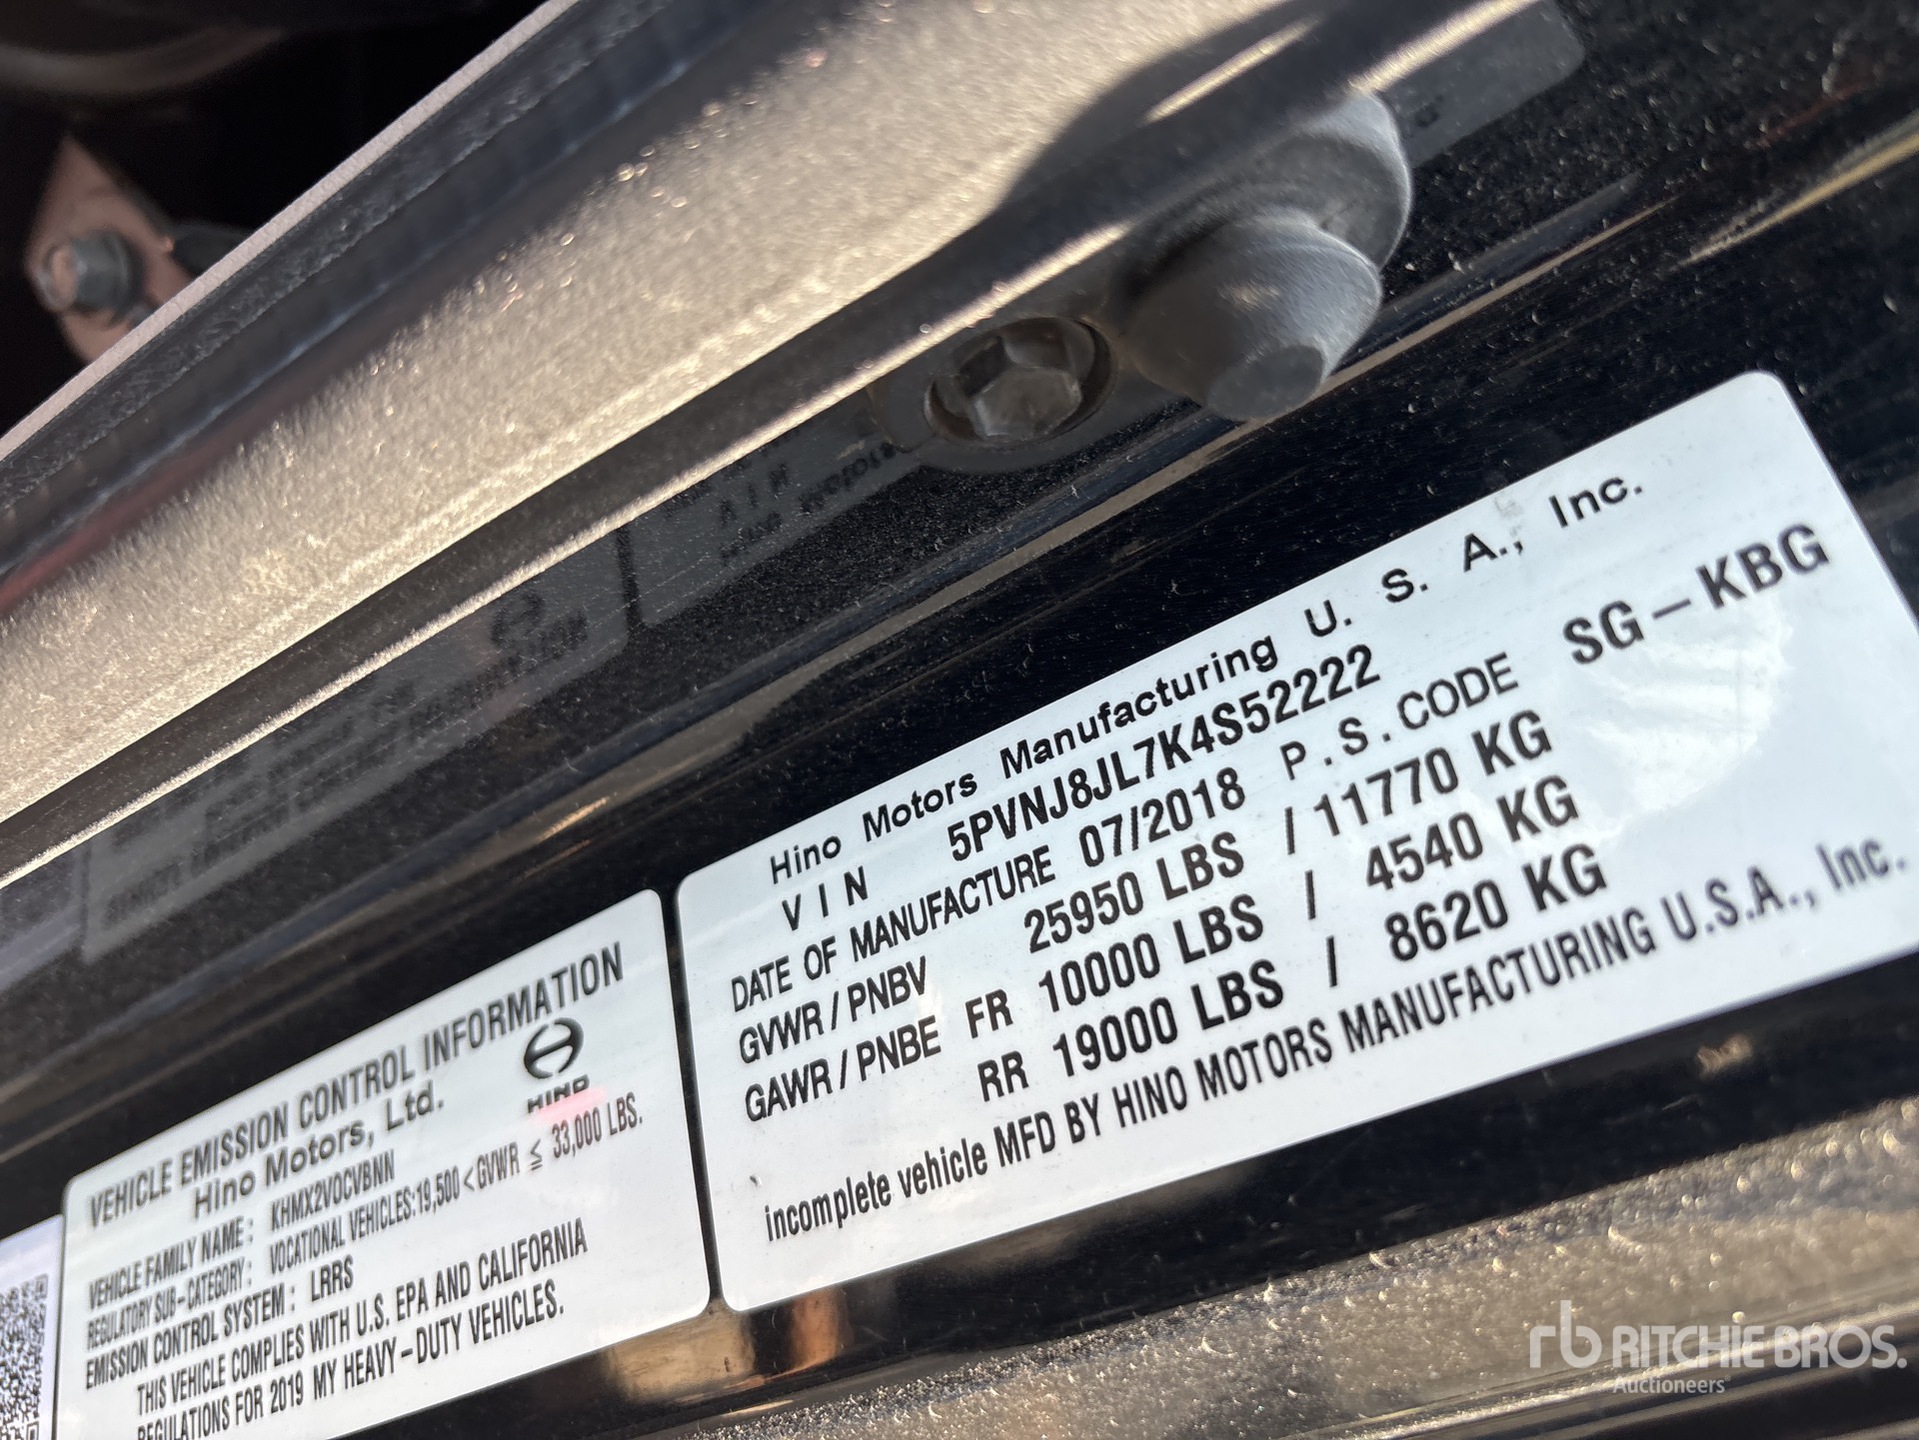 Hino Motors Manufacturing U. S. A., Inc.
VIN 5PVNJ8JL7K4S52222
DATE OF MANUFACTURE 07/2018 P.S.CODE SG-KBG
GVWR / PNBV 25950 LBS / 11770 KG
GAWR / PNBE FR 10000 LBS / 4540 KG
RR 19000 LBS / 8620 KG
incomplete vehicle MFD BY HINO MOTORS MANUFACTURING U.S.A., Inc.
VEHICLE EMISSION CONTROL INFORMATION
Hino Motors, Ltd.
HINO
VEHICLE FAMILY NAME: KHMX2VOCVBNN
REGULATORY SUB-CATEGORY: VOCATIONAL VEHICLES:19,500<GVWR ≦ 33,000 LBS.
EMISSION CONTROL SYSTEM: LRRS
THIS VEHICLE COMPLIES WITH U.S. EPA AND CALIFORNIA
REGULATIONS FOR 2019 MY HEAVY-DUTY VEHICLES.
rb RITCHIE BROS.
Auctioneers